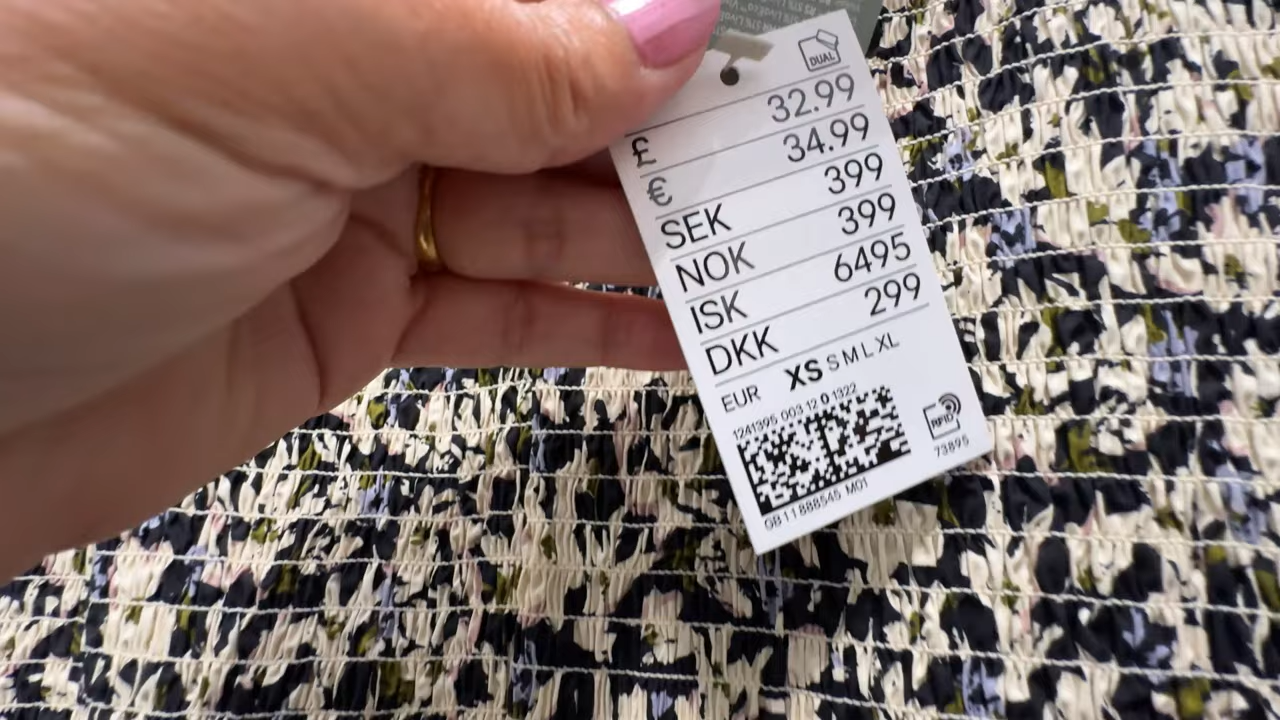 DUAL
£ 32.99
€ 34.99
SEK 399
NOK 399
ISK 6495
DKK 299
EUR XS S M L XL
1241395 003 12 0 1322
RFID
73895
GB11888545 M01